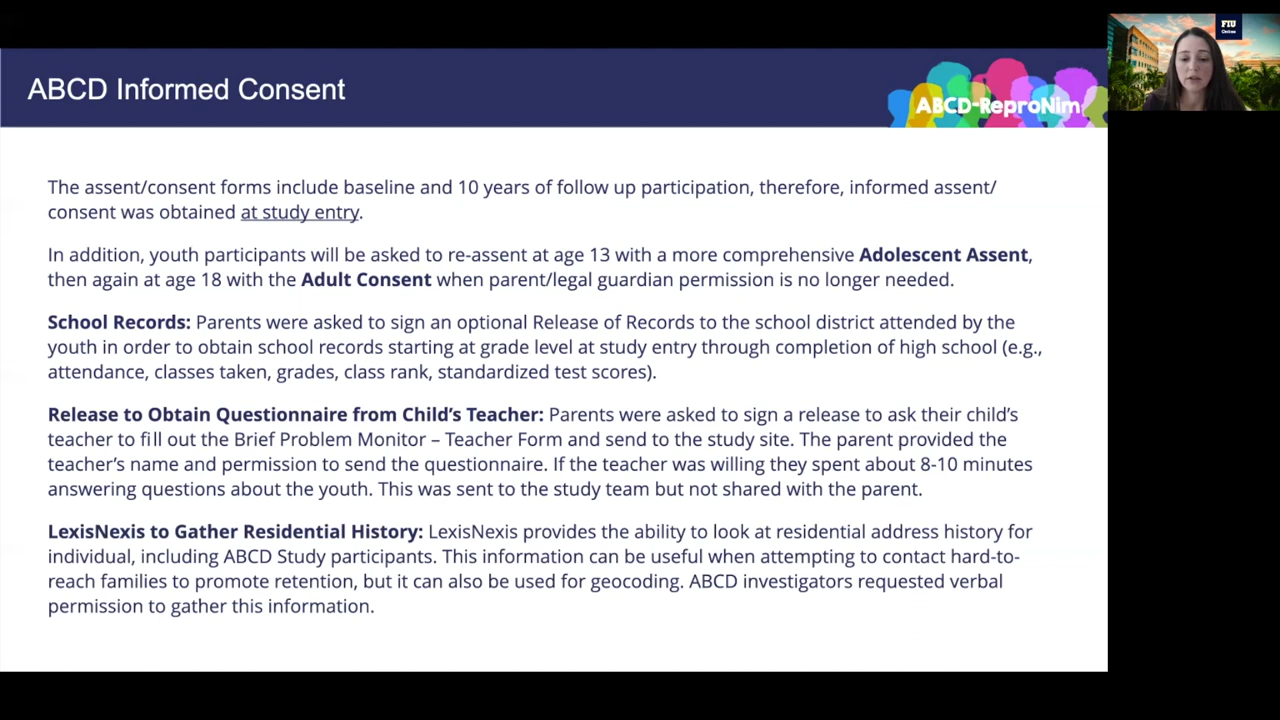 ABCD Informed Consent
ABCD-ReproNim
FIU
Online
The assent/consent forms include baseline and 10 years of follow up participation, therefore, informed assent/
consent was obtained at study entry.
In addition, youth participants will be asked to re-assent at age 13 with a more comprehensive Adolescent Assent,
then again at age 18 with the Adult Consent when parent/legal guardian permission is no longer needed.
School Records: Parents were asked to sign an optional Release of Records to the school district attended by the
youth in order to obtain school records starting at grade level at study entry through completion of high school (e.g.,
attendance, classes taken, grades, class rank, standardized test scores).
Release to Obtain Questionnaire from Child’s Teacher: Parents were asked to sign a release to ask their child’s
teacher to fill out the Brief Problem Monitor – Teacher Form and send to the study site. The parent provided the
teacher’s name and permission to send the questionnaire. If the teacher was willing they spent about 8-10 minutes
answering questions about the youth. This was sent to the study team but not shared with the parent.
LexisNexis to Gather Residential History: LexisNexis provides the ability to look at residential address history for
individual, including ABCD Study participants. This information can be useful when attempting to contact hard-to-
reach families to promote retention, but it can also be used for geocoding. ABCD investigators requested verbal
permission to gather this information.